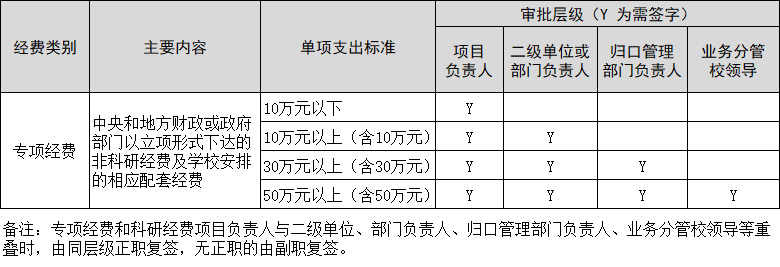 经费类别
主要内容
单项支出标准
审批层级（Y 为需签字）
项目
负责人
二级单位或
部门负责人
归口管理
部门负责人
业务分管
校领导
专项经费
中央和地方财政或政府
部门以立项形式下达的
非科研经费及学校安排
的相应配套经费
10万元以下
Y
10万元以上（含10万元）
Y
Y
30万元以上（含30万元）
Y
Y
Y
50万元以上（含50万元）
Y
Y
Y
Y
备注：专项经费和科研经费项目负责人与二级单位、部门负责人、归口管理部门负责人、业务分管校领导等重
叠时，由同层级正职复签，无正职的由副职复签。